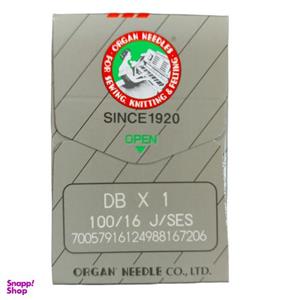 ORGAN NEEDLES
FOR SEWING, KNITTING & FELTING
SINCE1920
OPEN
DB X 1
100/16 J/SES
70057916124988167206
ORGAN NEEDLE CO., LTD.
Snapp!
Shop